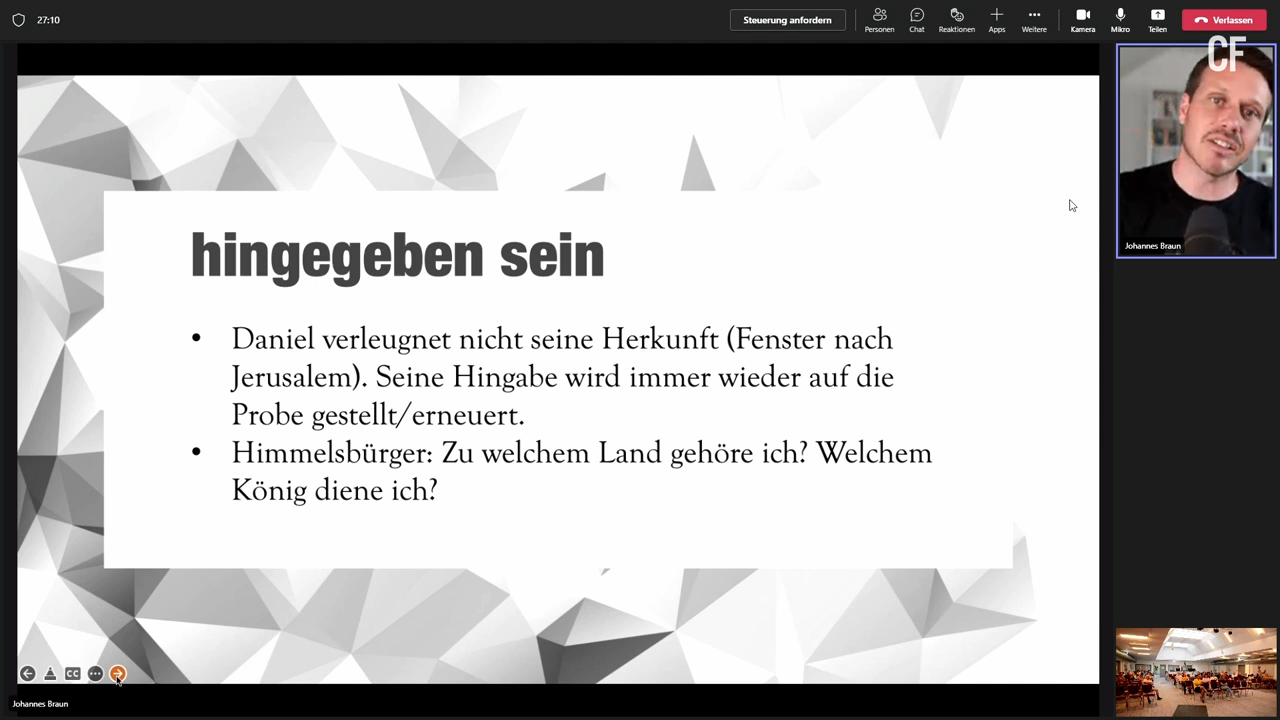 27:10
Steuerung anfordern
Personen
Chat
Reaktionen
Apps
Weitere
Kamera
Mikro
Teilen
Verlassen
CF
Johannes Braun
hingegeben sein
• Daniel verleugnet nicht seine Herkunft (Fenster nach
Jerusalem). Seine Hingabe wird immer wieder auf die
Probe gestellt/erneuert.
• Himmelsbürger: Zu welchem Land gehöre ich? Welchem
König diene ich?
CC
Johannes Braun